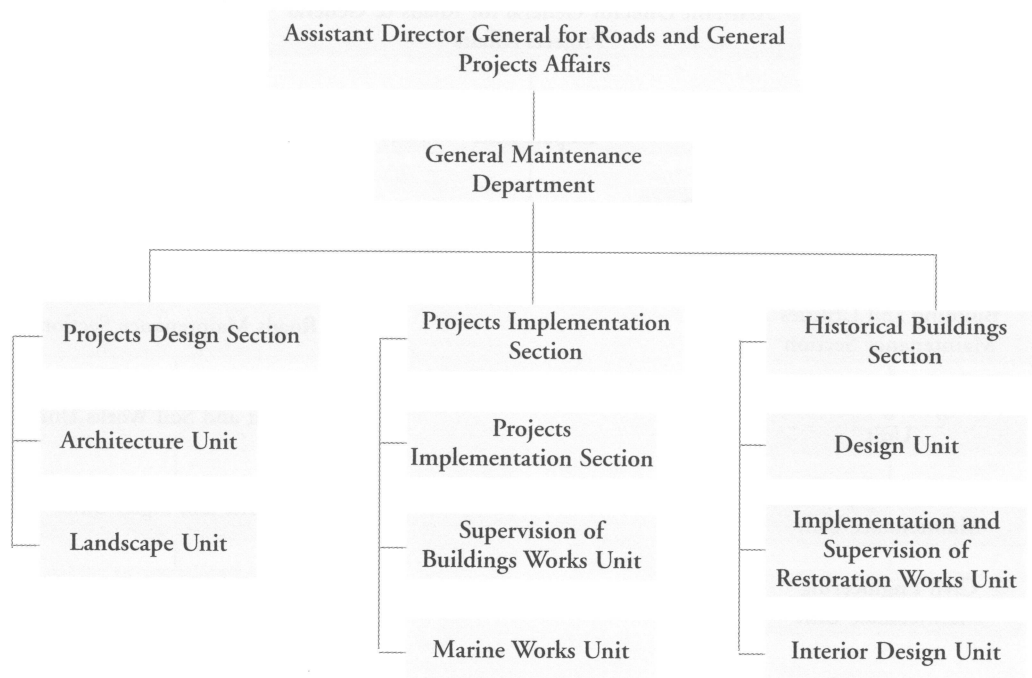 Assistant Director General for Roads and General
Projects Affairs
General Maintenance
Department
Projects Design Section
Architecture Unit
Landscape Unit
Projects Implementation
Section
Projects
Implementation Section
Supervision of
Buildings Works Unit
Marine Works Unit
Historical Buildings
Section
Design Unit
Implementation and
Supervision of
Restoration Works Unit
Interior Design Unit